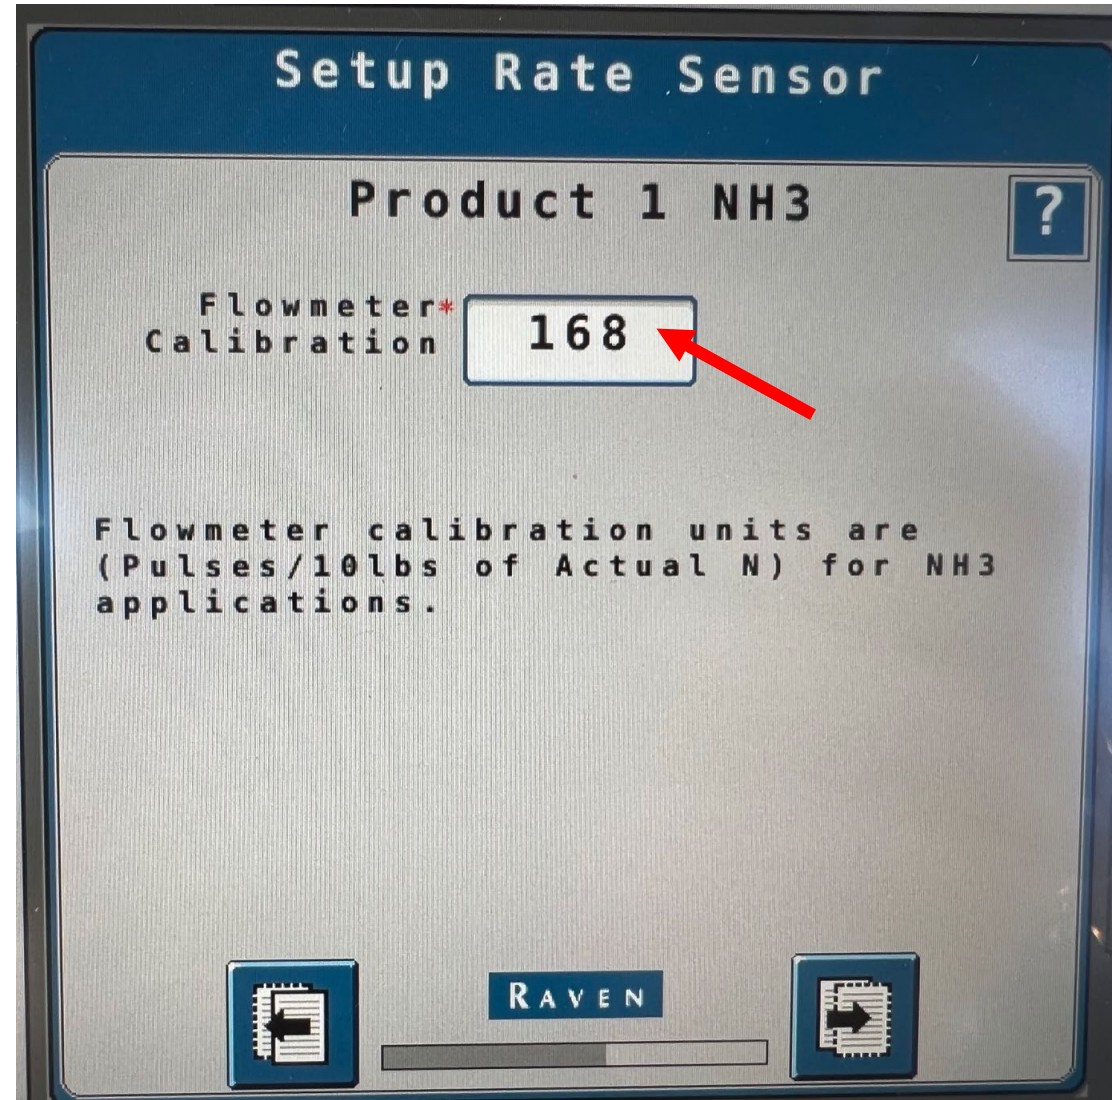 Setup Rate Sensor
Product 1 NH3
?
Flowmeter*
Calibration
168
Flowmeter calibration units are
(Pulses/10lbs of Actual N) for NH3
applications.
RAVEN